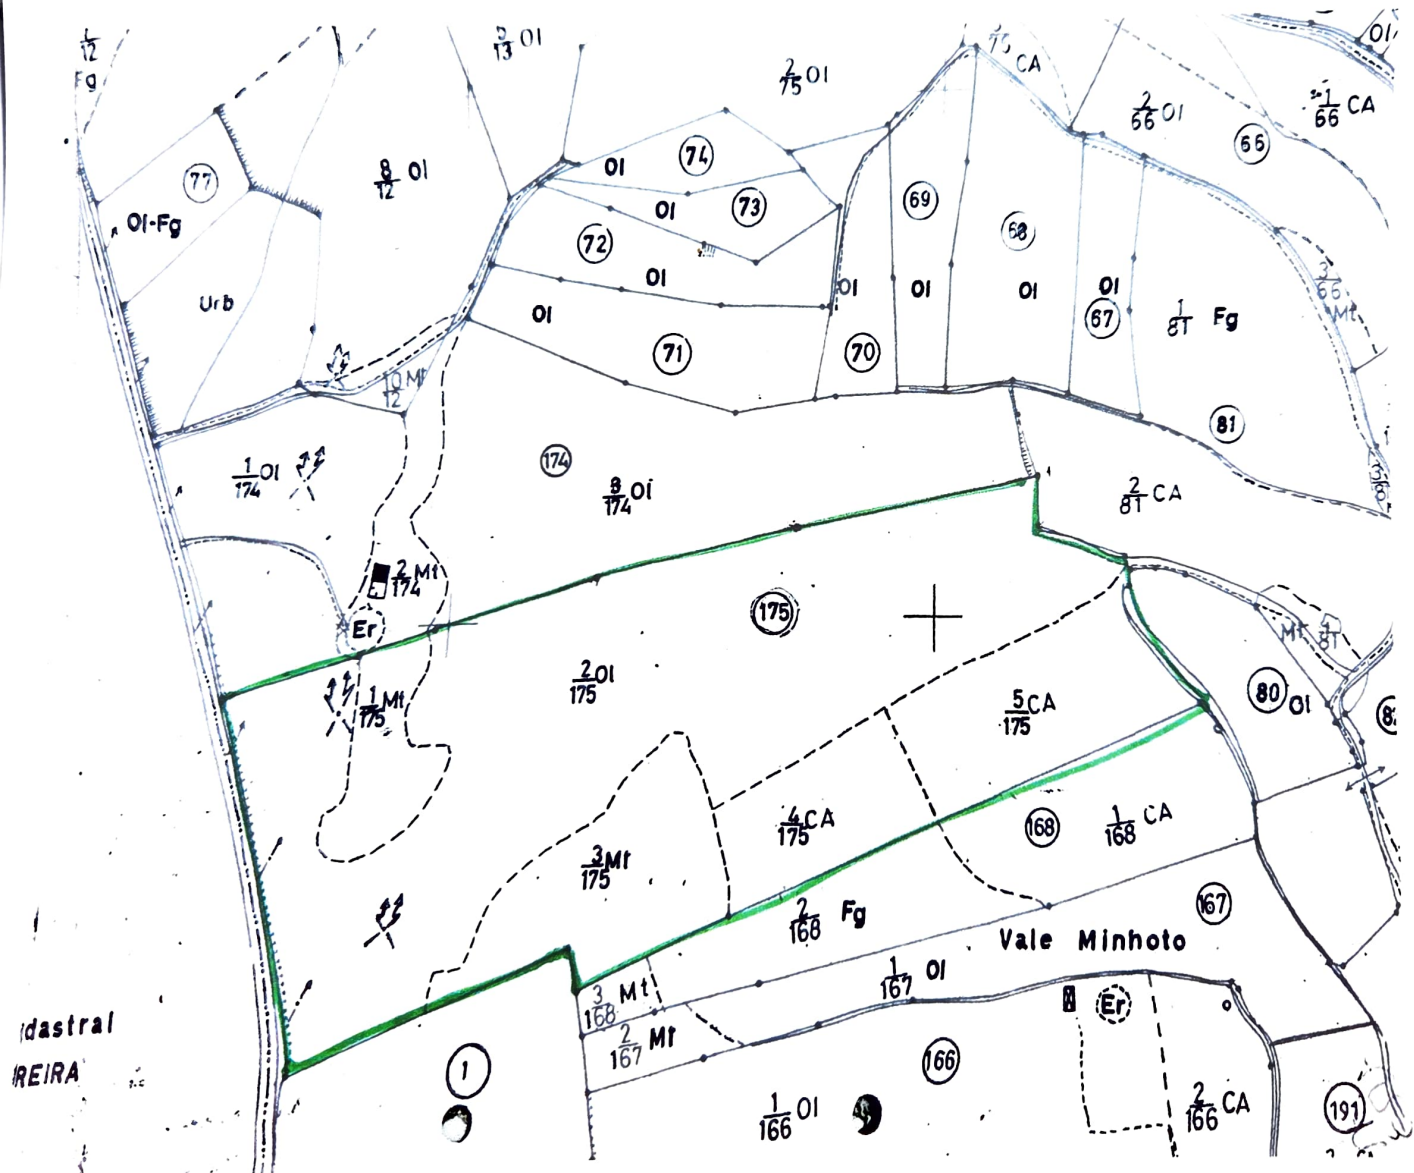 12
Fg
13 Ol
2/75 Ol
75 CA
Ol
2/66 Ol
1/66 CA
66
77
8/12 Ol
Ol
74
Ol-Fg
Ol
73
69
68
72
Ol
Ol
Ol
Ol
Ol
3/66 Mt
Urb
Ol
67
1/81 Fg
71
70
10/12 Mt
81
1/174 Ol
174
8/174 Ol
2/81 CA
2/174 Mt
175
Er
Mt 1/81
1/175 Mt
2/175 Ol
5/175 CA
80 Ol
82
4/175 CA
168
1/168 CA
3/175 Mt
2/168 Fg
167
Vale Minhoto
1/167 Ol
3/168 Mt
Er
dastral
2/167 Mt
REIRA
1
166
1/166 Ol
2/166 CA
191